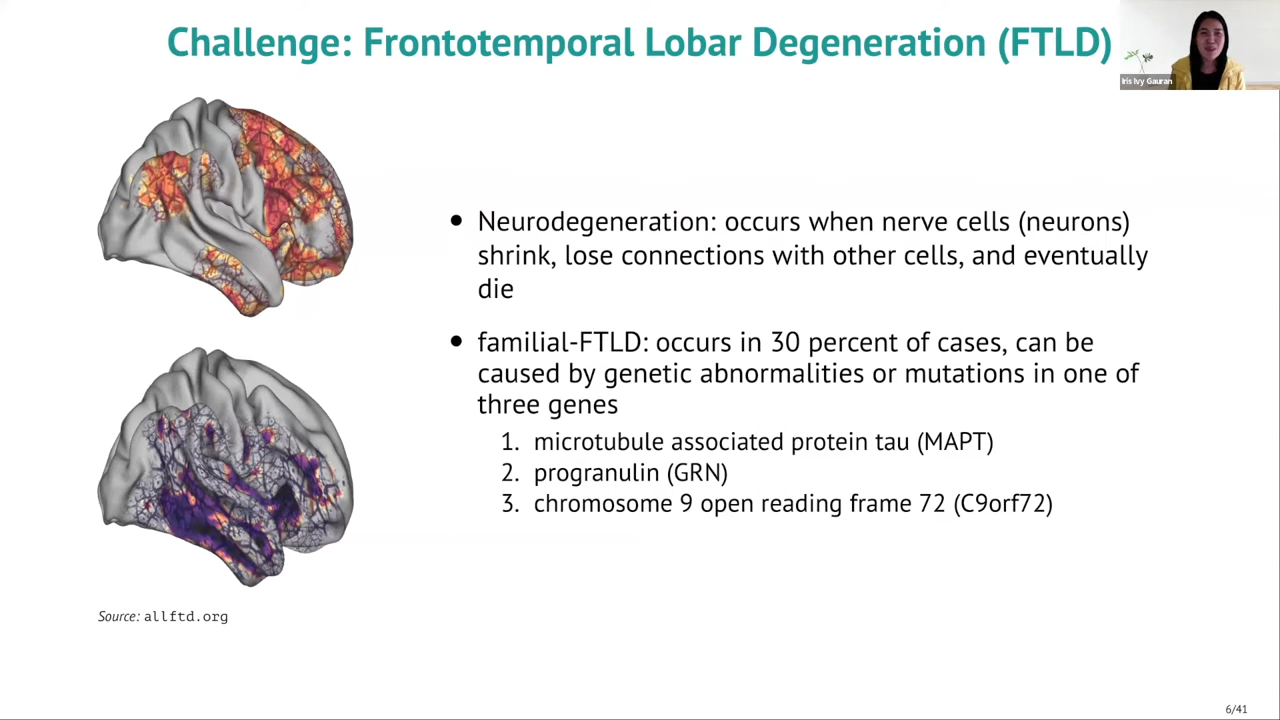 Challenge: Frontotemporal Lobar Degeneration (FTLD)
Iris Ivy Gauran
• Neurodegeneration: occurs when nerve cells (neurons)
shrink, lose connections with other cells, and eventually
die
• familial-FTLD: occurs in 30 percent of cases, can be
caused by genetic abnormalities or mutations in one of
three genes
1. microtubule associated protein tau (MAPT)
2. progranulin (GRN)
3. chromosome 9 open reading frame 72 (C9orf72)
Source: allftd.org
6/41